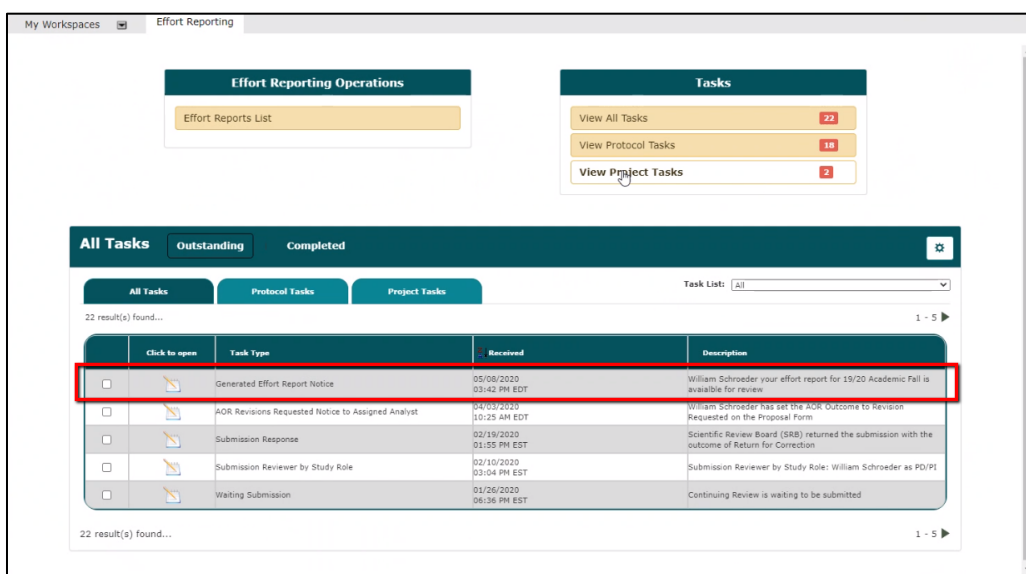 My Workspaces Effort Reporting
Effort Reporting Operations
Effort Reports List
Tasks
View All Tasks 22
View Protocol Tasks 18
View Project Tasks 2
All Tasks Outstanding Completed
All Tasks Protocol Tasks Project Tasks Task List: All
22 result(s) found... 1 - 5
Click to open Task Type Received Description
Generated Effort Report Notice 05/08/2020 03:42 PM EDT William Schroeder your effort report for 19/20 Academic Fall is
avaialble for review
AOR Revisions Requested Notice to Assigned Analyst 04/03/2020 10:25 AM EDT William Schroeder has set the AOR Outcome to Revision
Requested on the Proposal Form
Submission Response 02/19/2020 01:55 PM EST Scientific Review Board (SRB) returned the submission with the
outcome of Return for Correction
Submission Reviewer by Study Role 02/10/2020 03:04 PM EST Submission Reviewer by Study Role: William Schroeder as PD/PI
Waiting Submission 01/26/2020 06:36 PM EST Continuing Review is waiting to be submitted
22 result(s) found... 1 - 5